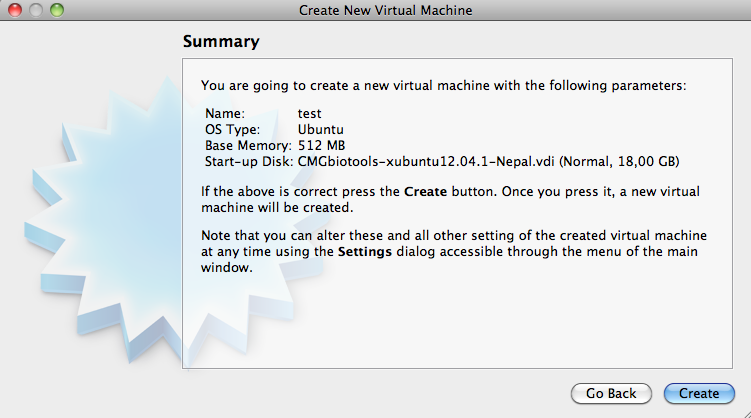 Create New Virtual Machine
Summary
You are going to create a new virtual machine with the following parameters:
Name: test
OS Type: Ubuntu
Base Memory: 512 MB
Start-up Disk: CMGbiotools-xubuntu12.04.1-Nepal.vdi (Normal, 18,00 GB)
If the above is correct press the Create button. Once you press it, a new virtual
machine will be created.
Note that you can alter these and all other setting of the created virtual machine
at any time using the Settings dialog accessible through the menu of the main
window.
Go Back Create